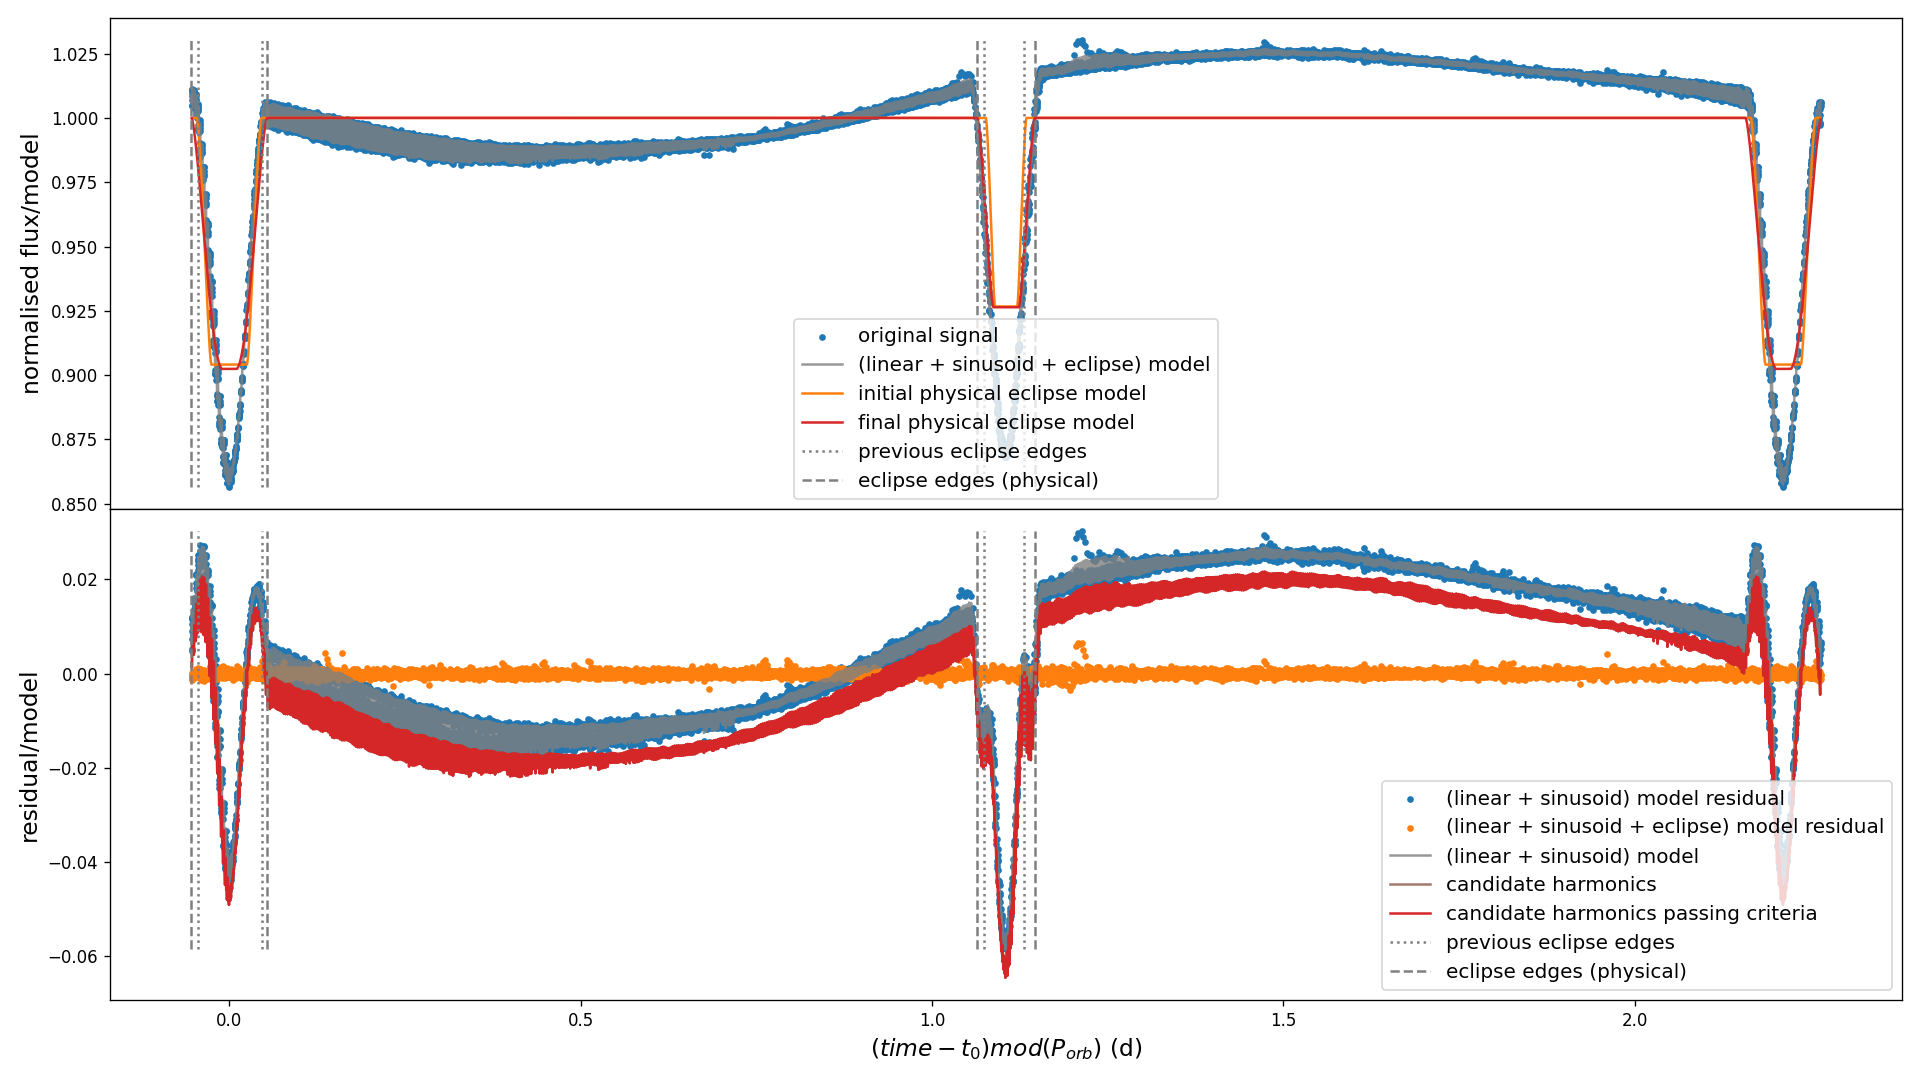 normalised flux/model
1.025
1.000
0.975
0.950
0.925
0.900
0.875
0.850
original signal
(linear + sinusoid + eclipse) model
initial physical eclipse model
final physical eclipse model
previous eclipse edges
eclipse edges (physical)
residual/model
0.02
0.00
−0.02
−0.04
−0.06
(linear + sinusoid) model residual
(linear + sinusoid + eclipse) model residual
(linear + sinusoid) model
candidate harmonics
candidate harmonics passing criteria
previous eclipse edges
eclipse edges (physical)
0.0 0.5 1.0 1.5 2.0
(time − t₀)mod(P_orb) (d)